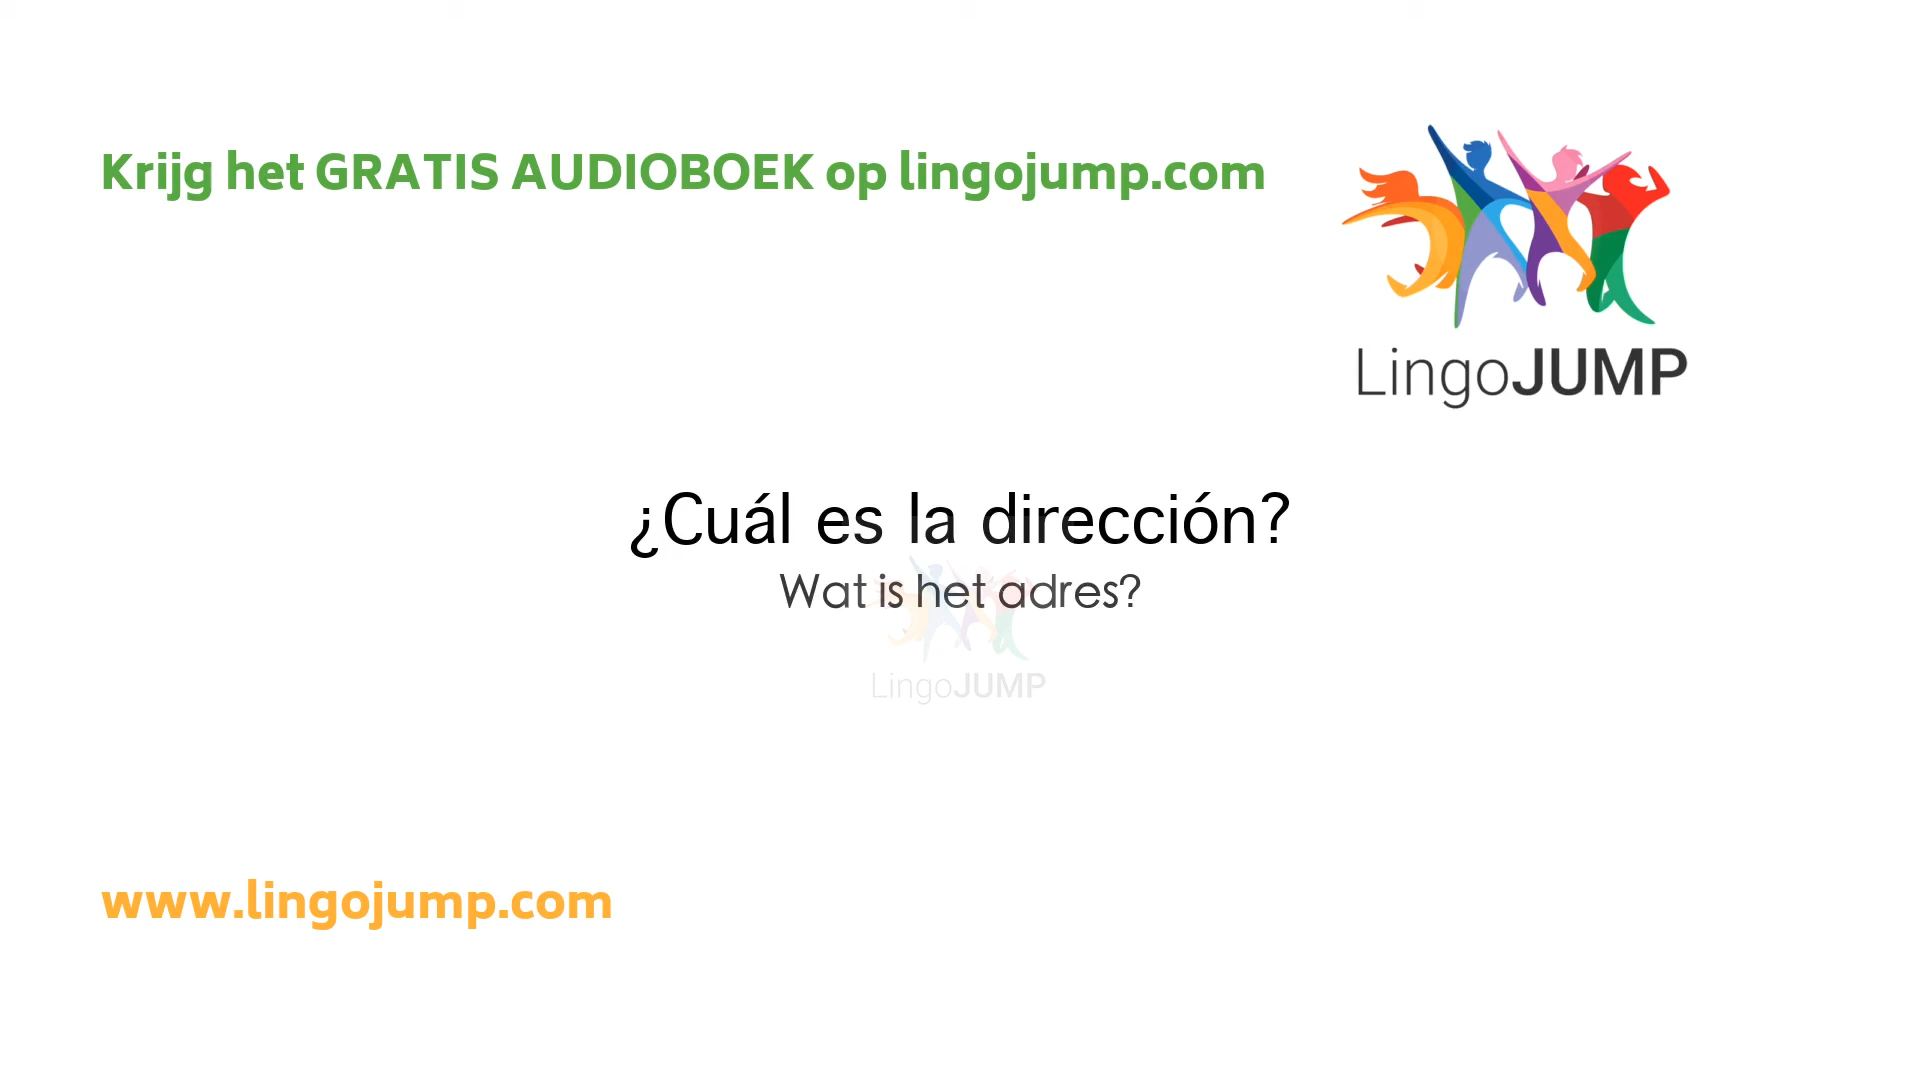 Krijg het GRATIS AUDIOBOEK op lingojump.com
LingoJUMP
¿Cuál es la dirección?
Wat is het adres?
LingoJUMP
www.lingojump.com